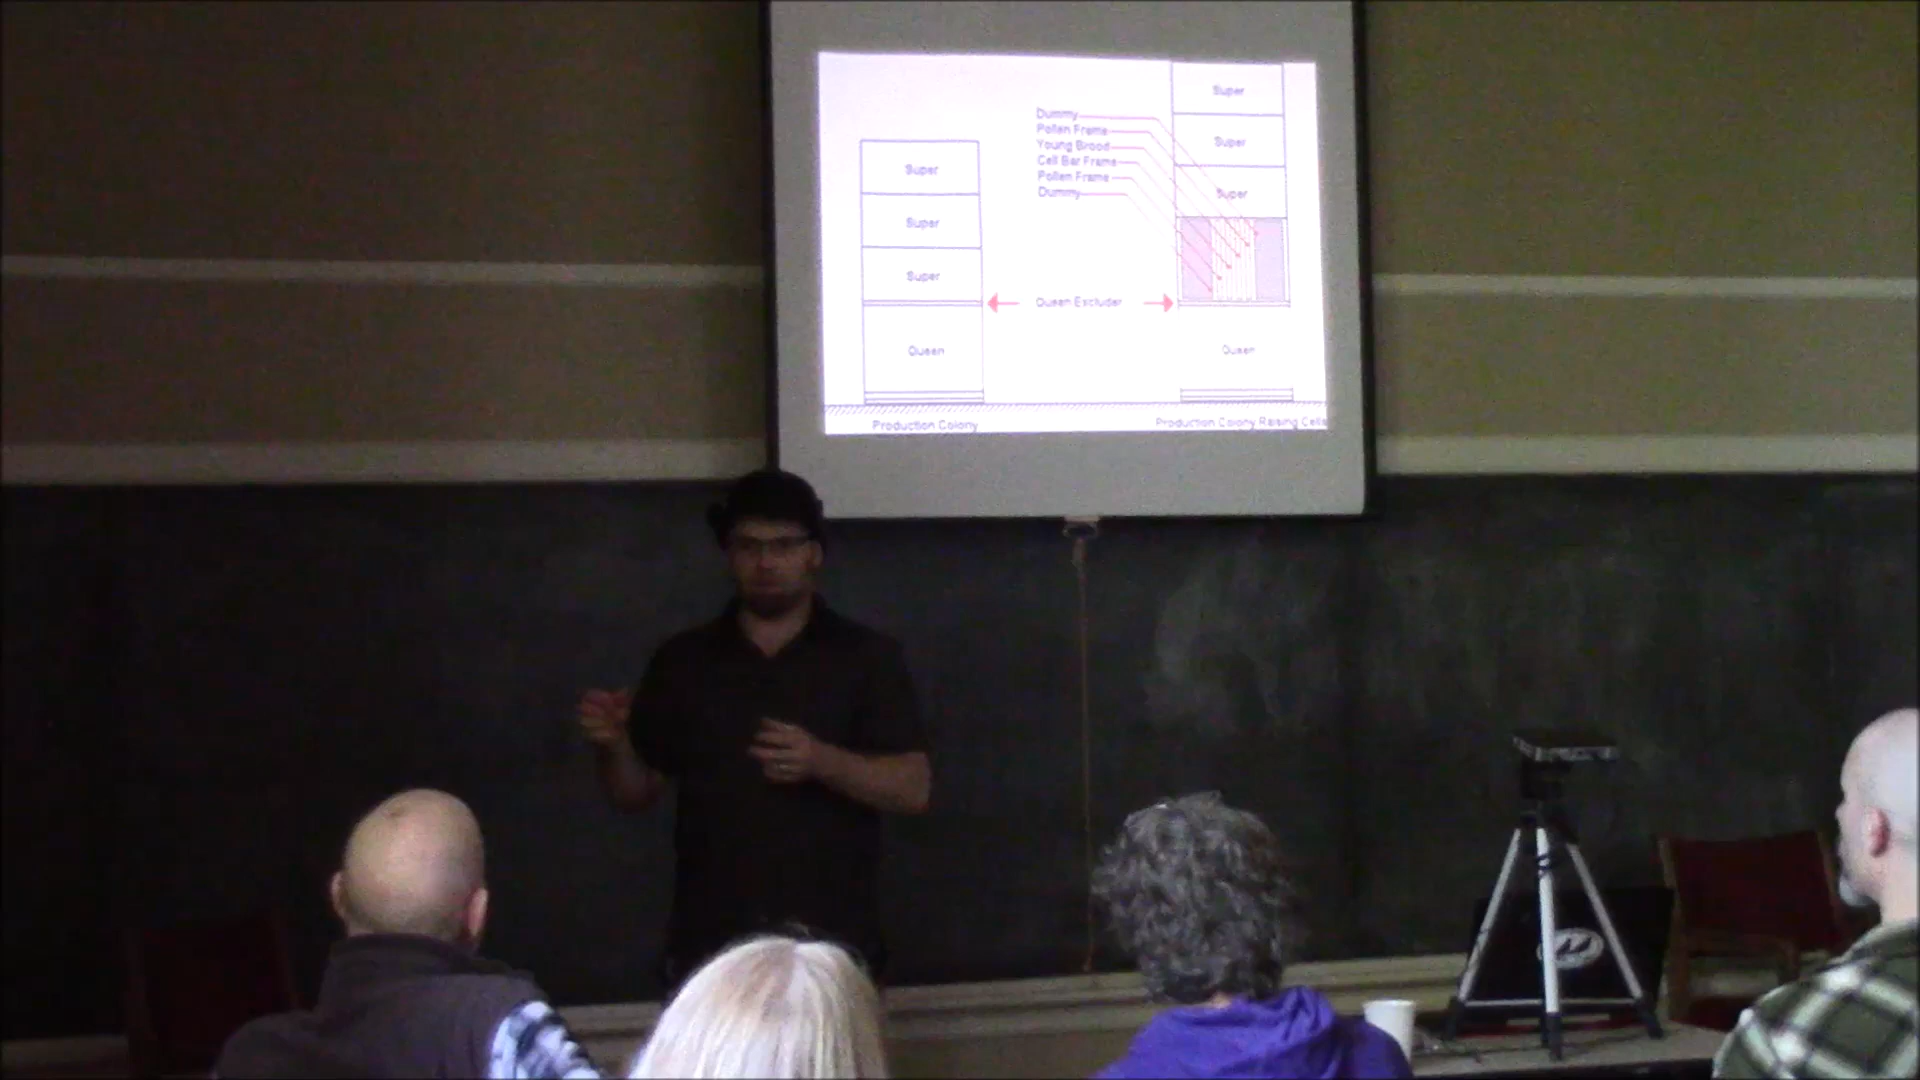 Super
Super
Super
Queen
Production Colony
Dummy
Pollen Frame
Young Brood
Cell Bar Frame
Pollen Frame
Dummy
Queen Excluder
Super
Super
Super
Queen
Production Colony Raising Cells